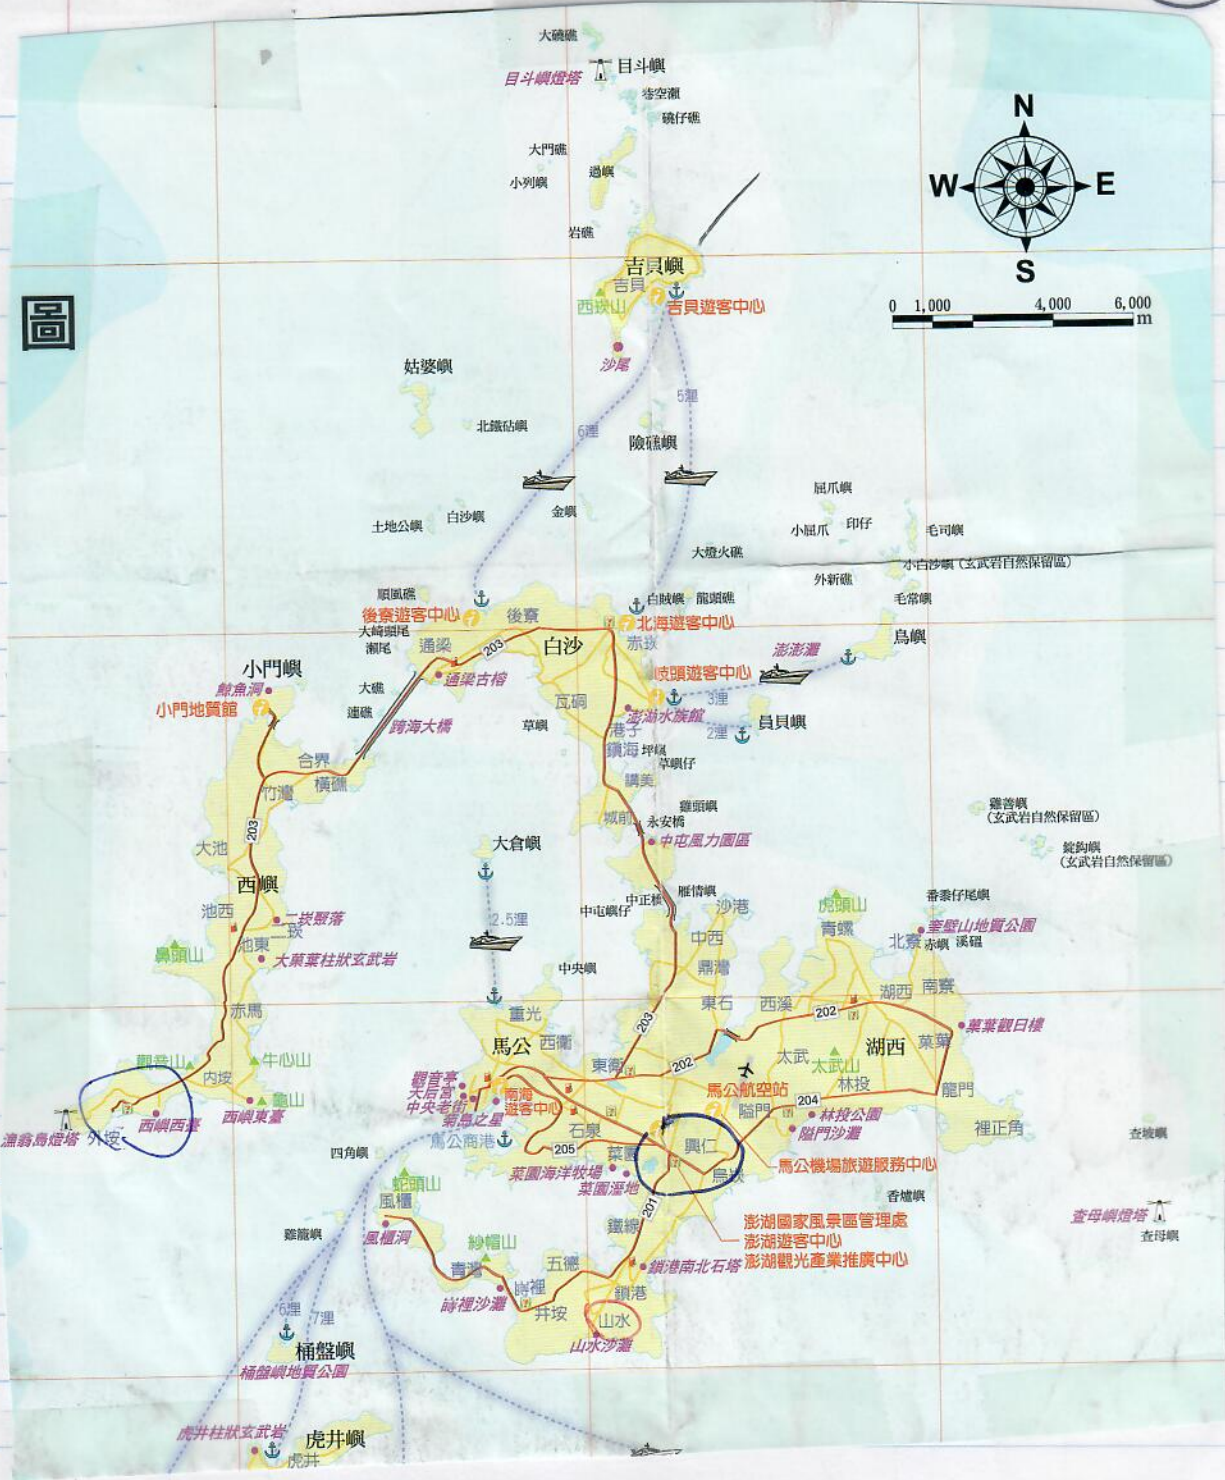 大磽礁
目斗嶼
目斗嶼燈塔
巷空瀨
磽仔礁
N
大門礁
過嶼
小列嶼
W
E
岩礁
S
吉貝嶼
吉貝
西崁山
吉貝遊客中心
0 1,000 4,000 6,000
m
圖
沙尾
姑婆嶼
5浬
北鐵砧嶼
6浬
險礁嶼
屈爪嶼
金嶼
白沙嶼
土地公嶼
小屈爪
印仔
毛司嶼
大燈火礁
小白沙嶼(玄武岩自然保留區)
外新礁
順風礁
白賊嶼
龍頭礁
毛常嶼
後寮遊客中心
後寮
北海遊客中心
大崎頭尾
瀨尾
通梁
203
白沙
赤崁
鳥嶼
澎澎灘
小門嶼
鯨魚洞
岐頭遊客中心
通梁古榕
大礁
小門地質館
連礁
瓦硐
3浬
澎湖水族館
員貝嶼
跨海大橋
草嶼
港子
2浬
鎮海
坪嶼
合界
草嶼仔
橫礁
講美
竹灣
雞頭嶼
雞善嶼
(玄武岩自然保留區)
203
城前
永安橋
大倉嶼
中屯風力園區
大池
錠鈎嶼
(玄武岩自然保留區)
西嶼
中正橋
雁情嶼
番黍仔尾嶼
池西
二崁聚落
中屯嶼仔
沙港
虎頭山
2.5浬
奎壁山地質公園
二崁
青螺
池東
中西
北寮
赤嶼
溪礧
鼻頭山
大菓葉柱狀玄武岩
中央嶼
鼎灣
南寮
湖西
赤馬
重光
東石
西溪
202
203
菓葉觀日樓
馬公
西衛
湖西
菓葉
觀音山
牛心山
東衛
202
太武
太武山
內垵
觀音亭
天后宮
中央老街
菊島之星
南海
遊客中心
馬公航空站
林投
龍門
龜山
204
西嶼東臺
隘門
林投公園
西嶼西臺
漁翁島燈塔
外垵
馬公商港
石泉
隘門沙灘
裡正角
查坡嶼
興仁
205
四角嶼
菜園
菜園海洋牧場
馬公機場旅遊服務中心
烏崁
菜園溼地
蛇頭山
風櫃
香爐嶼
201
查母嶼燈塔
查母嶼
鐵線
澎湖國家風景區管理處
澎湖遊客中心
澎湖觀光產業推廣中心
雞籠嶼
風櫃洞
紗帽山
五德
鎖港南北石塔
青灣
嵵裡
嵵裡沙灘
鎖港
6浬
7浬
井垵
山水
山水沙灘
桶盤嶼
桶盤嶼地質公園
虎井柱狀玄武岩
虎井嶼
虎井